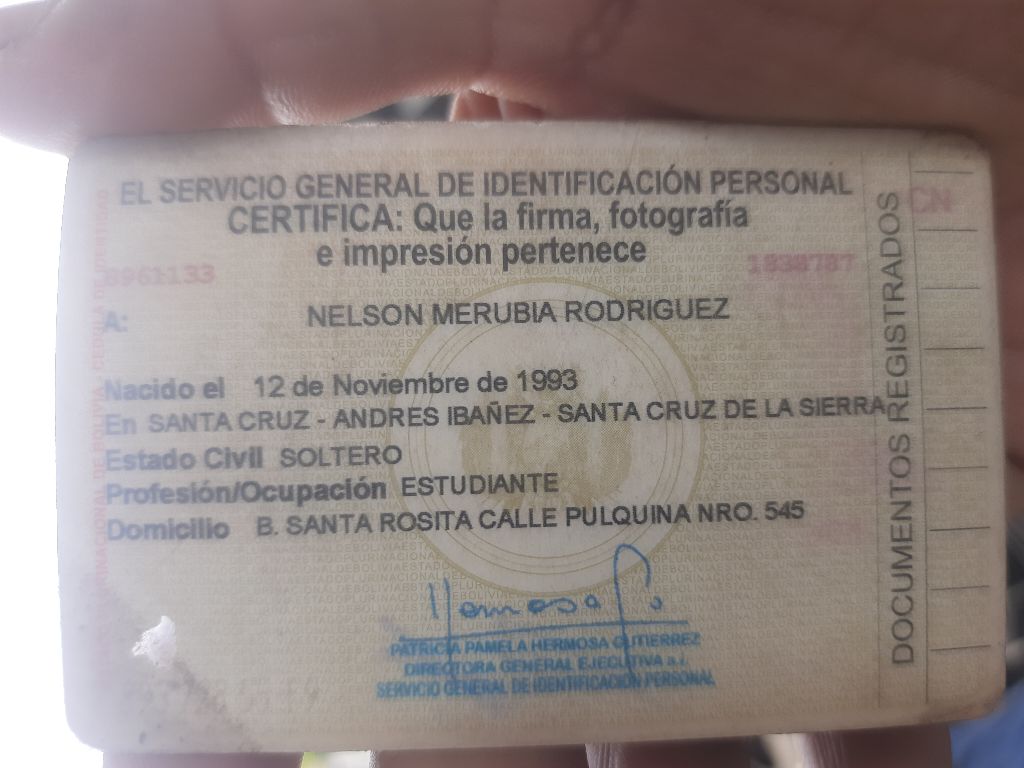 EL SERVICIO GENERAL DE IDENTIFICACIÓN PERSONAL
CERTIFICA: Que la firma, fotografía
e impresión pertenece
8961133
A: NELSON MERUBIA RODRIGUEZ
Nacido el 12 de Noviembre de 1993
En SANTA CRUZ - ANDRES IBAÑEZ - SANTA CRUZ DE LA SIERRA
Estado Civil SOLTERO
Profesión/Ocupación ESTUDIANTE
Domicilio B. SANTA ROSITA CALLE PULQUINA NRO. 545
Hermosa
PATRICIA PAMELA HERMOSA GUTIERREZ
DIRECTORA GENERAL EJECUTIVA a.i.
SERVICIO GENERAL DE IDENTIFICACIÓN PERSONAL
DOCUMENTOS REGISTRADOS
CN